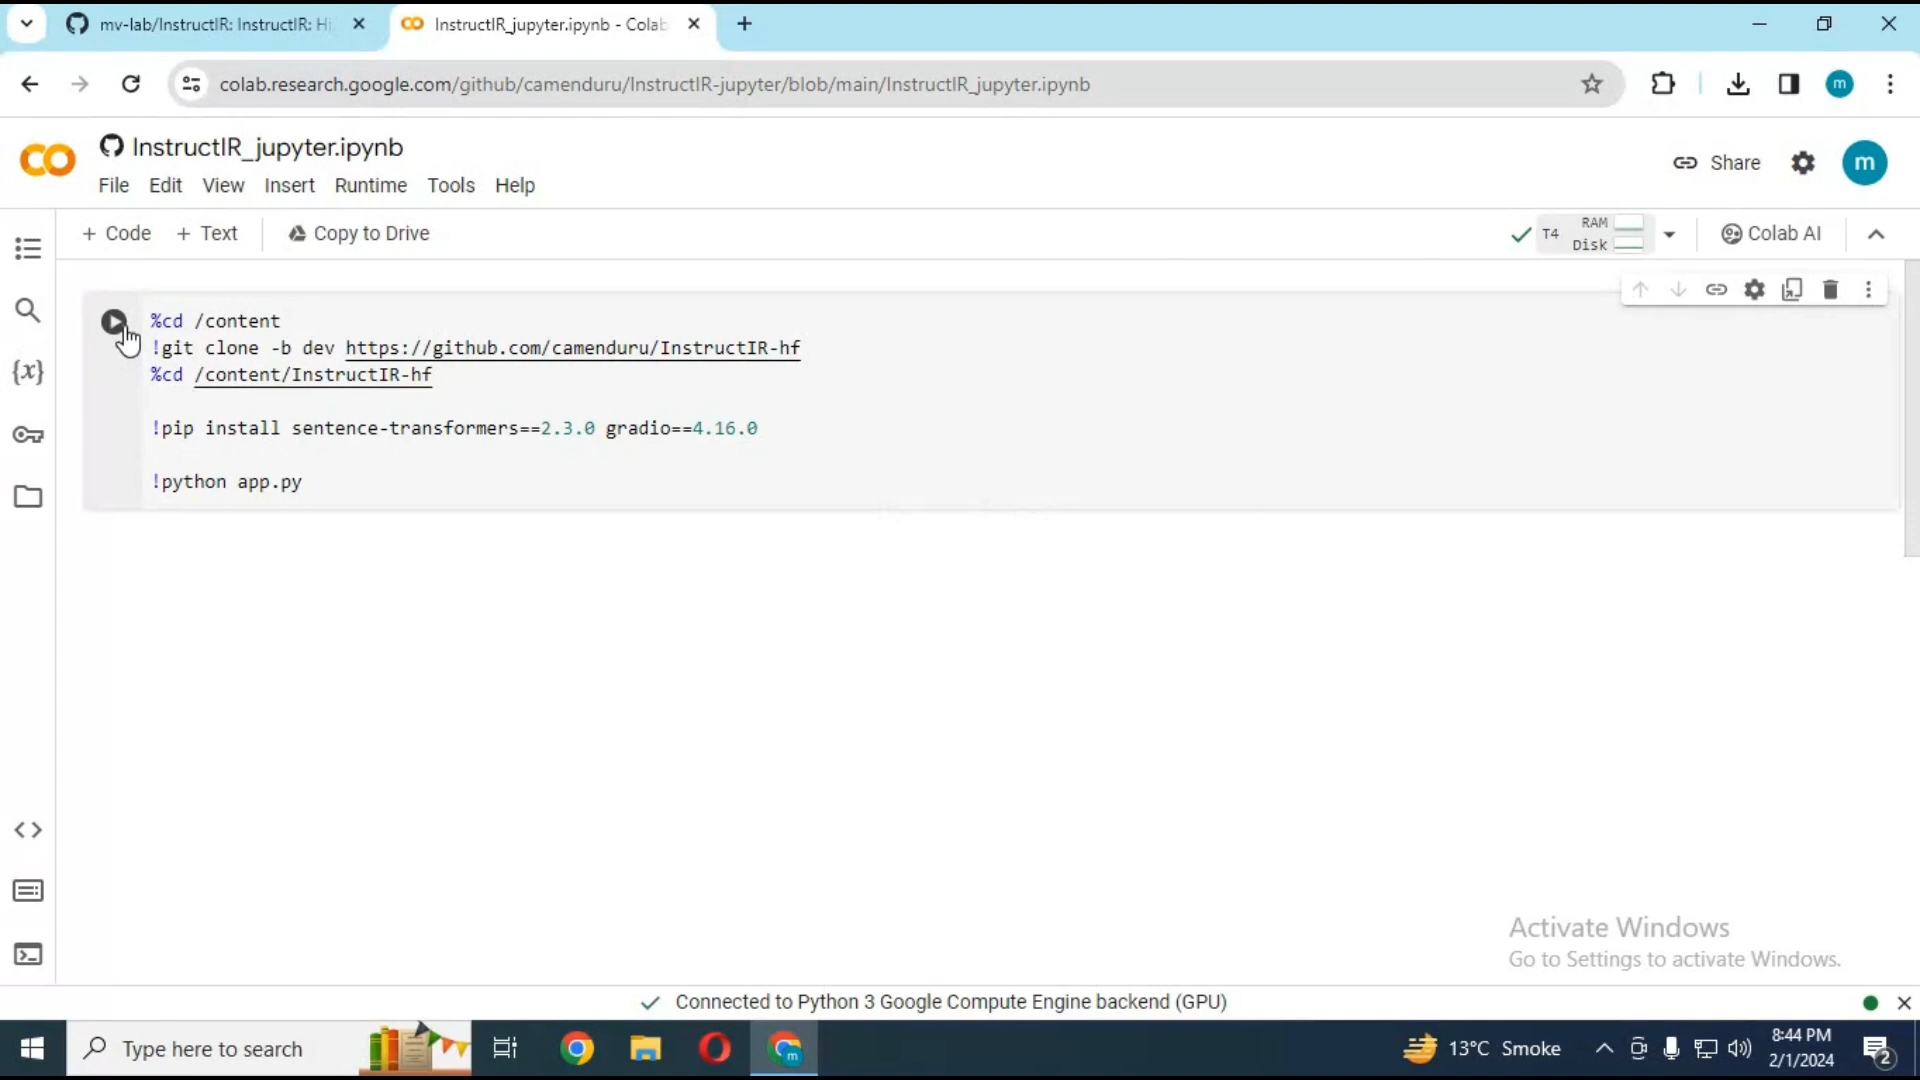 mv-lab/InstructIR: InstructIR: Hi
InstructIR_jupyter.ipynb - Colab
colab.research.google.com/github/camenduru/InstructIR-jupyter/blob/main/InstructIR_jupyter.ipynb
m
InstructIR_jupyter.ipynb
File Edit View Insert Runtime Tools Help
Share
m
+ Code + Text Copy to Drive
T4 RAM Disk
Colab AI
%cd /content
!git clone -b dev https://github.com/camenduru/InstructIR-hf
%cd /content/InstructIR-hf
!pip install sentence-transformers==2.3.0 gradio==4.16.0
!python app.py
{x}
Activate Windows
Go to Settings to activate Windows.
Connected to Python 3 Google Compute Engine backend (GPU)
Type here to search
m
13°C Smoke
8:44 PM
2/1/2024
2